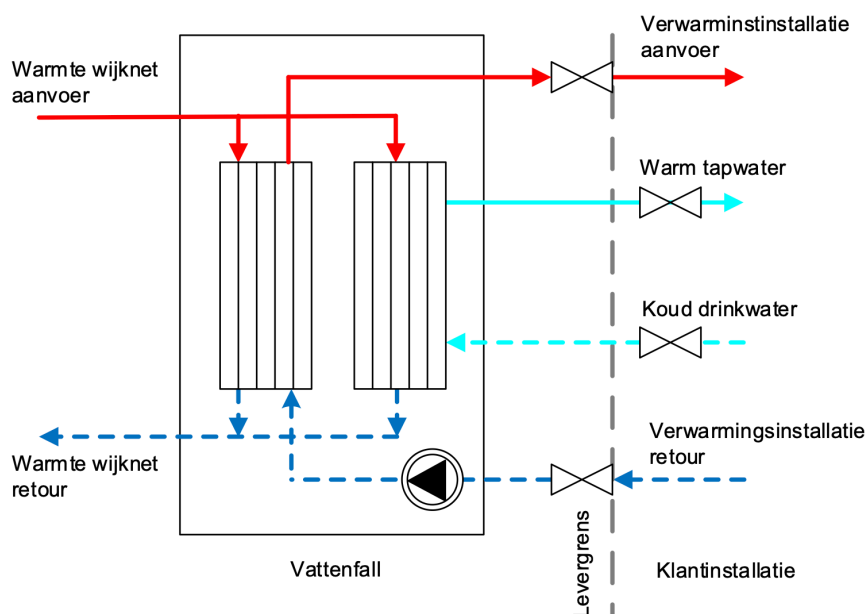 Verwarminstinstallatie
aanvoer
Warmte wijknet
aanvoer
Warm tapwater
Koud drinkwater
Verwarmingsinstallatie
retour
Warmte wijknet
retour
Vattenfall
Levergrens
Klantinstallatie